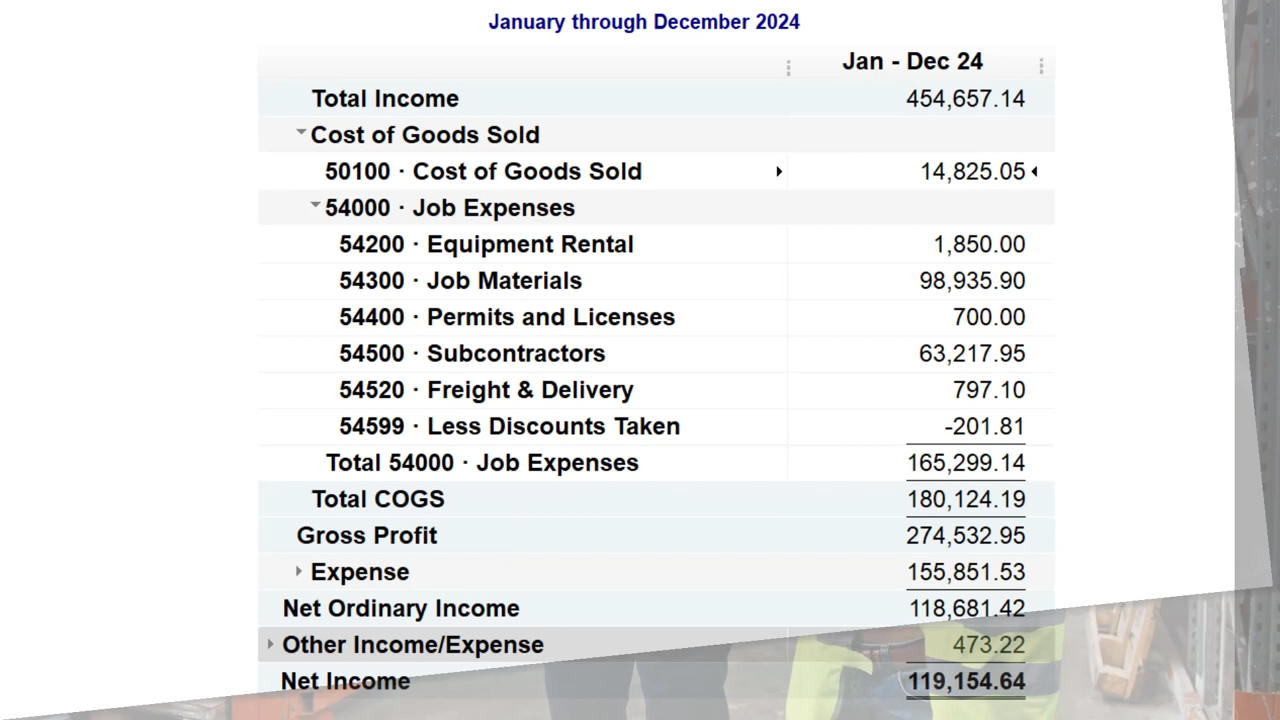 January through December 2024
Jan - Dec 24
Total Income 454,657.14
Cost of Goods Sold
50100 · Cost of Goods Sold 14,825.05
54000 · Job Expenses
54200 · Equipment Rental 1,850.00
54300 · Job Materials 98,935.90
54400 · Permits and Licenses 700.00
54500 · Subcontractors 63,217.95
54520 · Freight & Delivery 797.10
54599 · Less Discounts Taken -201.81
Total 54000 · Job Expenses 165,299.14
Total COGS 180,124.19
Gross Profit 274,532.95
Expense 155,851.53
Net Ordinary Income 118,681.42
Other Income/Expense 473.22
Net Income 119,154.64